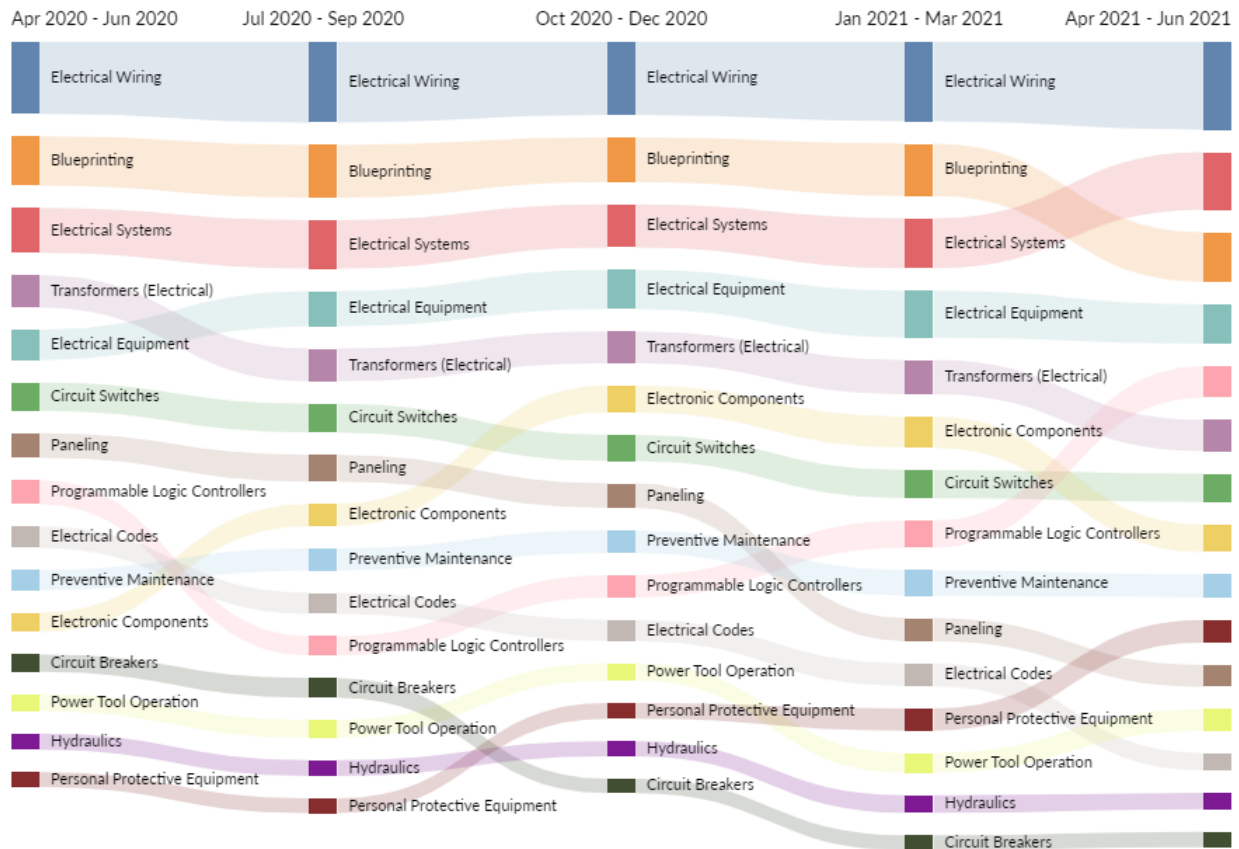 Apr 2020 - Jun 2020
Jul 2020 - Sep 2020
Oct 2020 - Dec 2020
Jan 2021 - Mar 2021
Apr 2021 - Jun 2021
Electrical Wiring
Blueprinting
Electrical Systems
Transformers (Electrical)
Electrical Equipment
Circuit Switches
Paneling
Programmable Logic Controllers
Electrical Codes
Preventive Maintenance
Electronic Components
Circuit Breakers
Power Tool Operation
Hydraulics
Personal Protective Equipment
Electrical Wiring
Blueprinting
Electrical Systems
Electrical Equipment
Transformers (Electrical)
Circuit Switches
Paneling
Electronic Components
Preventive Maintenance
Electrical Codes
Programmable Logic Controllers
Circuit Breakers
Power Tool Operation
Hydraulics
Personal Protective Equipment
Electrical Wiring
Blueprinting
Electrical Systems
Electrical Equipment
Transformers (Electrical)
Electronic Components
Circuit Switches
Paneling
Preventive Maintenance
Programmable Logic Controllers
Electrical Codes
Power Tool Operation
Personal Protective Equipment
Hydraulics
Circuit Breakers
Electrical Wiring
Blueprinting
Electrical Systems
Electrical Equipment
Transformers (Electrical)
Electronic Components
Circuit Switches
Programmable Logic Controllers
Preventive Maintenance
Paneling
Electrical Codes
Personal Protective Equipment
Power Tool Operation
Hydraulics
Circuit Breakers